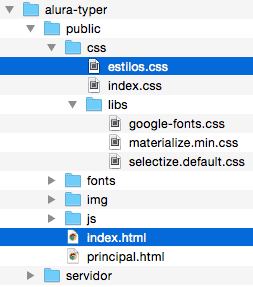 alura-typer
public
css
estilos.css
index.css
libs
google-fonts.css
materialize.min.css
selectize.default.css
fonts
img
js
index.html
principal.html
servidor